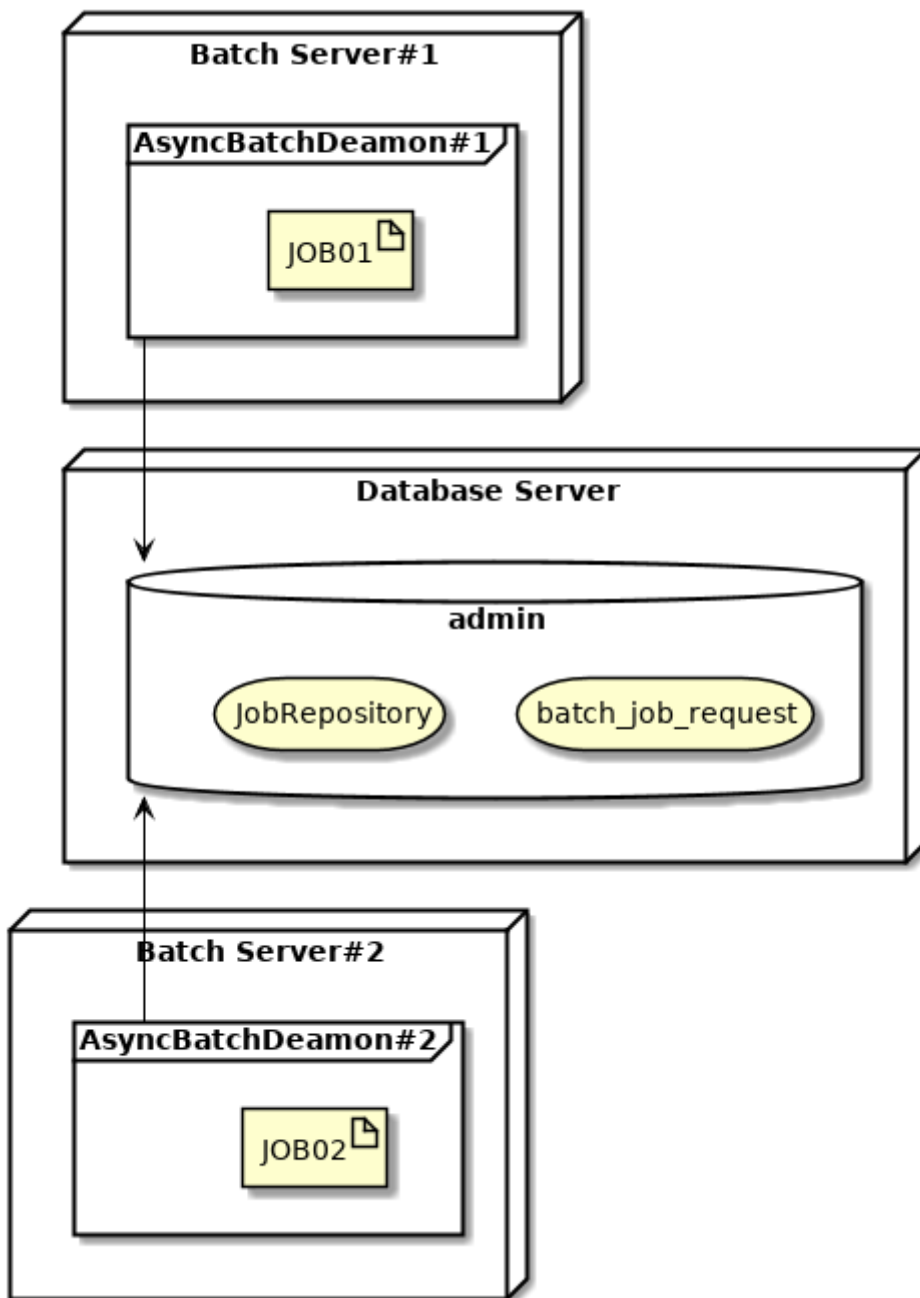 Batch Server#1
AsyncBatchDeamon#1
JOB01
Database Server
admin
JobRepository
batch_job_request
Batch Server#2
AsyncBatchDeamon#2
JOB02